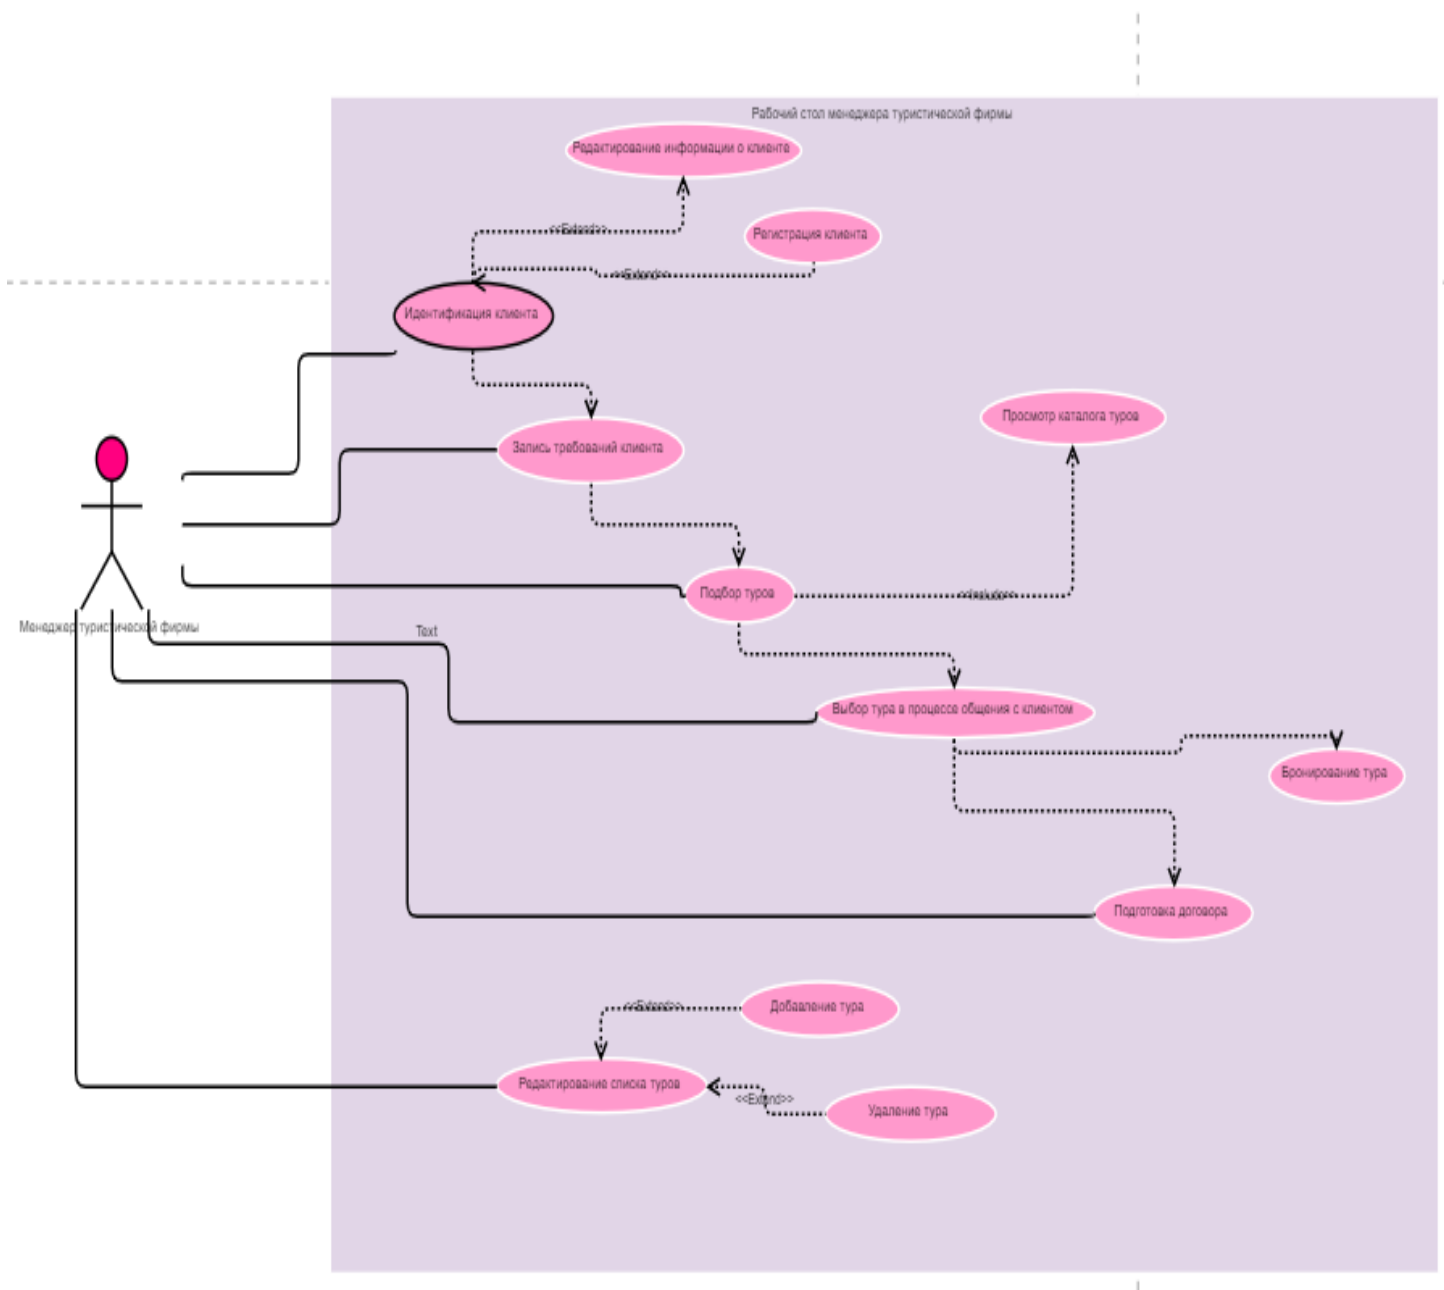 Рабочий стол менеджера туристической фирмы
Редактирование информации о клиенте
<<Extend>>
Регистрация клиента
<<Extend>>
Идентификация клиента
Просмотр каталога туров
Запись требований клиента
Подбор туров
<<Include>>
Менеджер туристической фирмы
Text
Выбор тура в процессе общения с клиентом
Бронирование тура
Подготовка договора
<<Extend>>
Добавление тура
Редактирование списка туров
<<Extend>>
Удаление тура